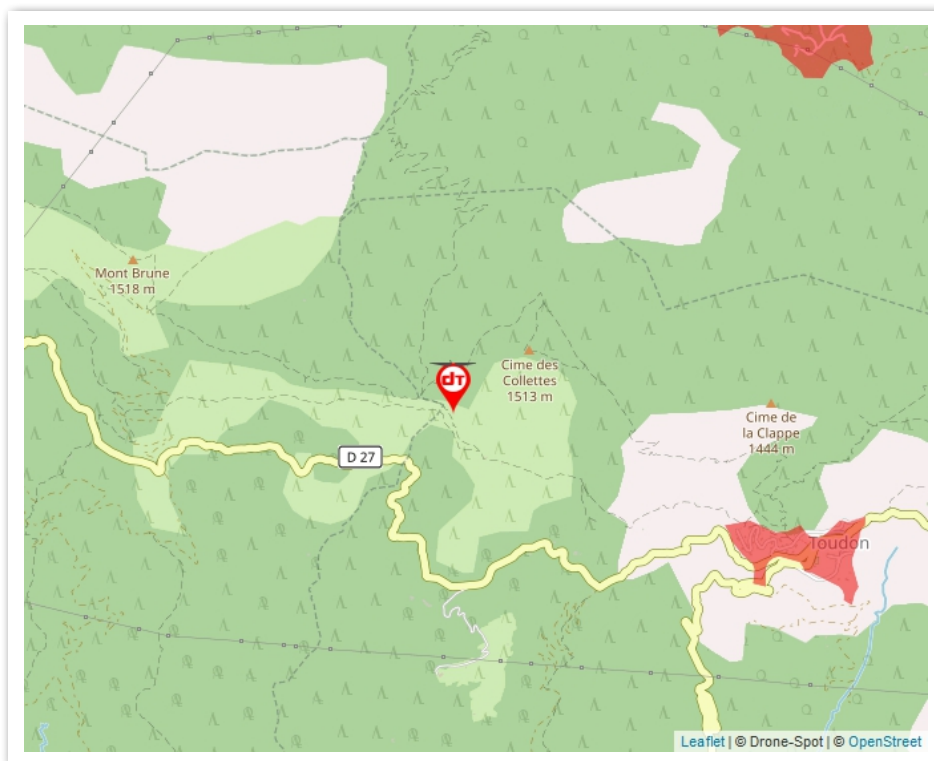 Mont Brune
1518 m
dT
Cime des
Collettes
1513 m
Cime de
la Clappe
1444 m
D 27
Toudon
Leaflet | © Drone-Spot | © OpenStreet